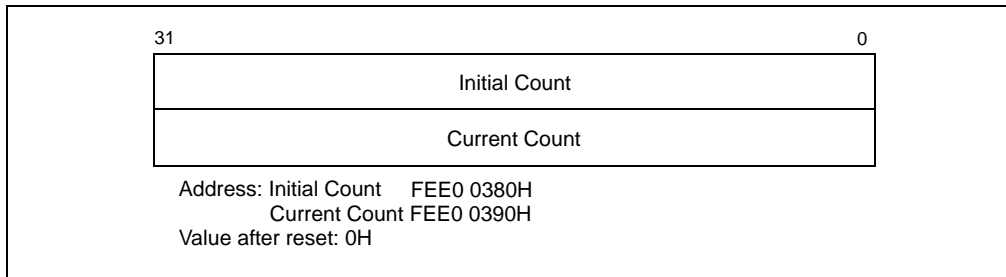 31 0
Initial Count
Current Count
Address: Initial Count FEE0 0380H
Current Count FEE0 0390H
Value after reset: 0H